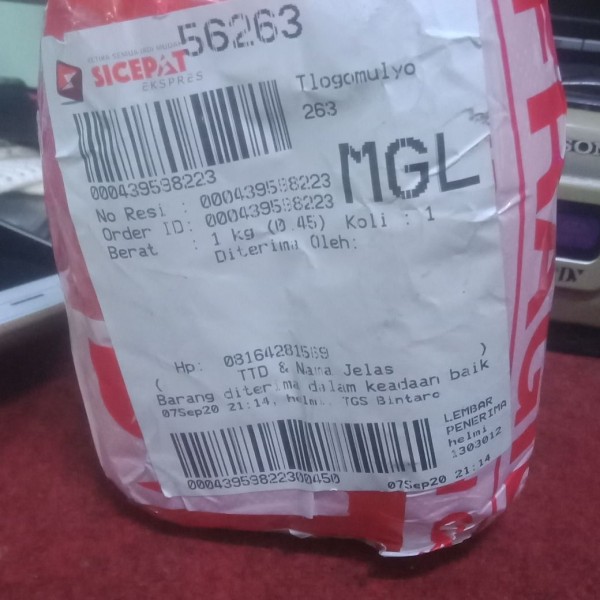 56263
SICEPAT
EKSPRES
Tlogomulyo
263
000439598223
MGL
No Resi : 000439598223
Order ID: 000439598223
Berat : 1 kg (0.45) Koli : 1
Diterima Oleh:
Hp: 08164281589
( )
TTD & Nama Jelas
Barang diterima dalam keadaan baik
07Sep20 21:14, helmi, TGS Bintaro
LEMBAR
PENERIMA
helmi
1303012
00043959822300450
07Sep20 21:14
FRAGILE